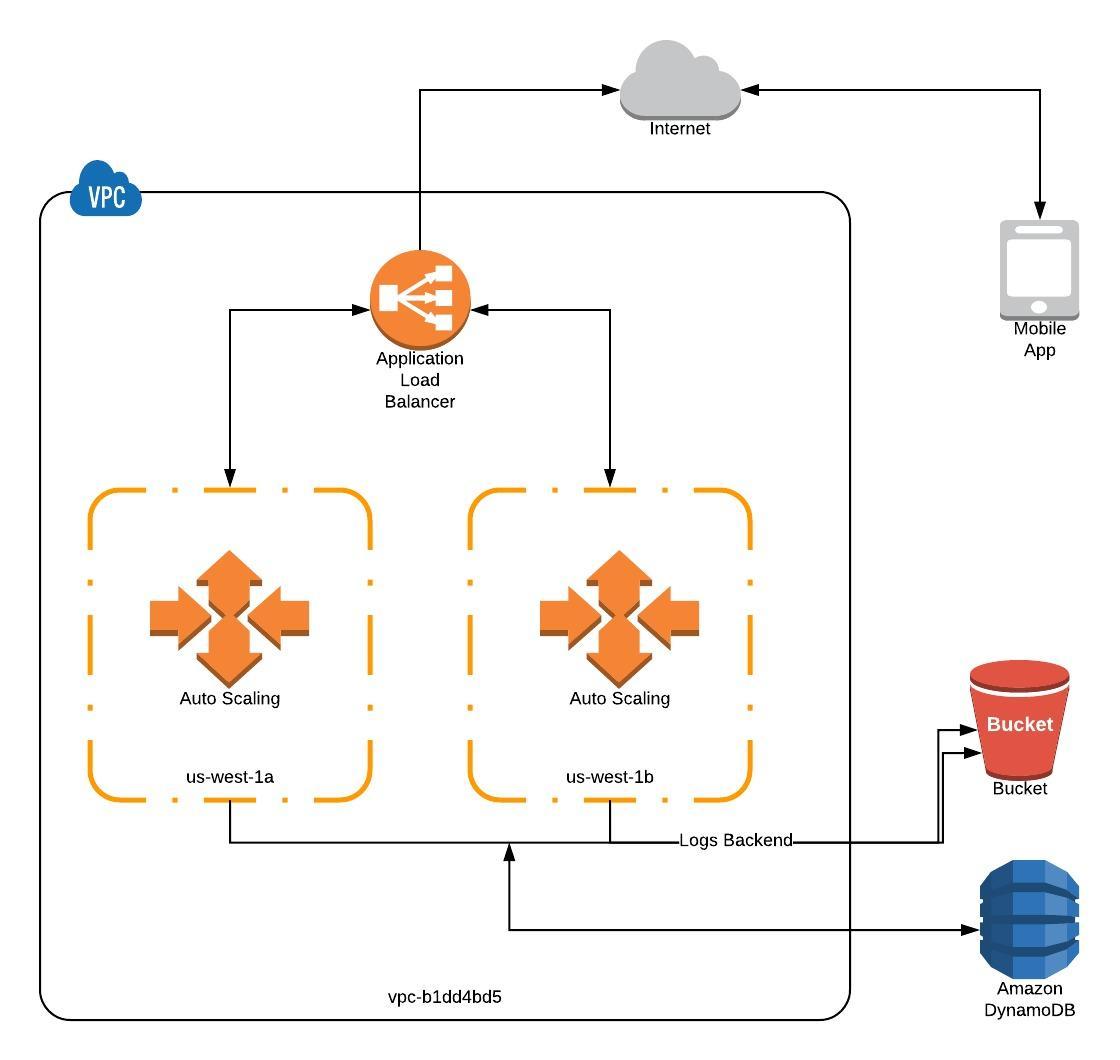 Internet
VPC
Mobile
App
Application
Load
Balancer
Auto Scaling
Auto Scaling
Bucket
us-west-1a
us-west-1b
Bucket
Logs Backend
Amazon
DynamoDB
vpc-b1dd4bd5